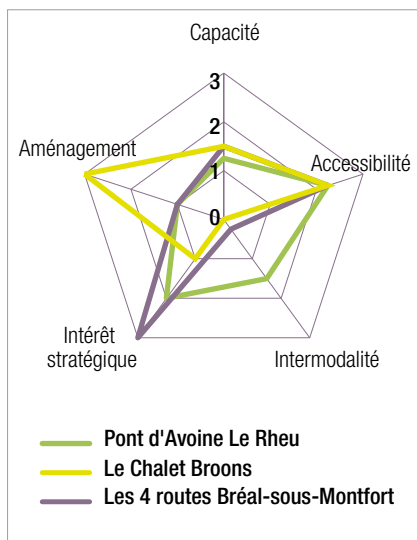 Capacité
3
2
Aménagement
Accessibilité
1
0
Intérêt
stratégique
Intermodalité
Pont d'Avoine Le Rheu
Le Chalet Broons
Les 4 routes Bréal-sous-Montfort